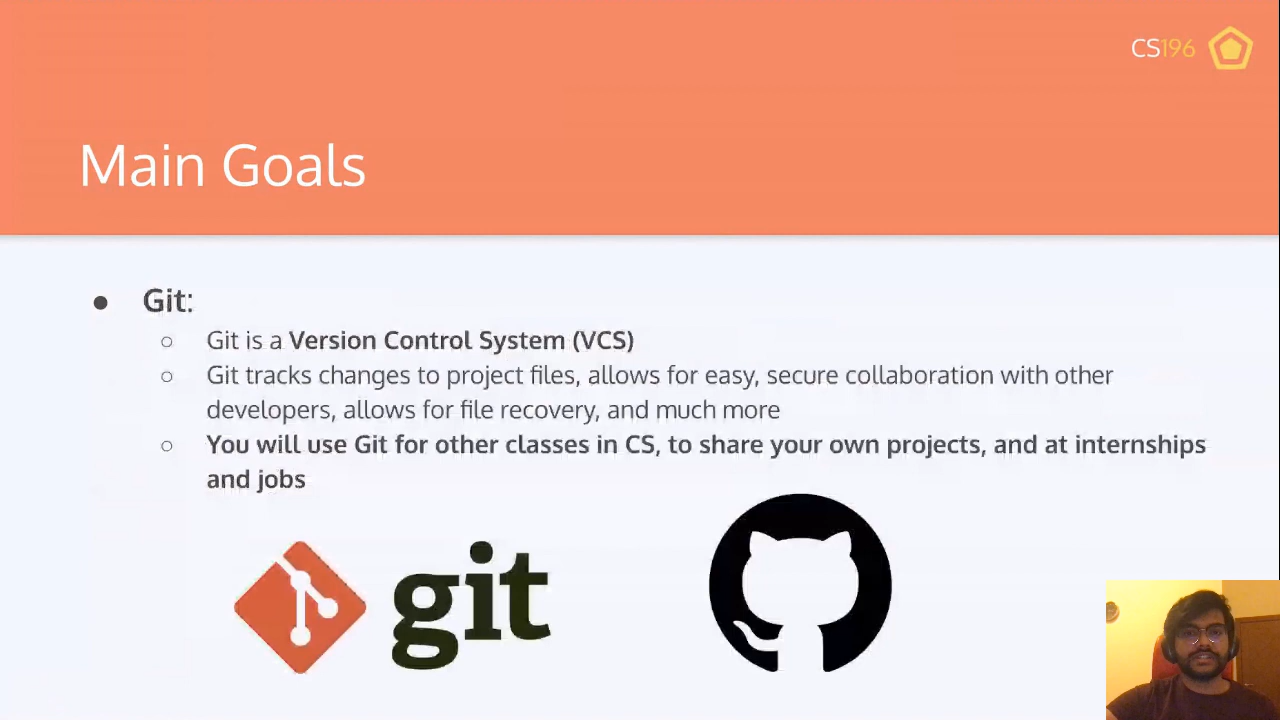 CS196
Main Goals
● Git:
○ Git is a Version Control System (VCS)
○ Git tracks changes to project files, allows for easy, secure collaboration with other
developers, allows for file recovery, and much more
○ You will use Git for other classes in CS, to share your own projects, and at internships
and jobs
git